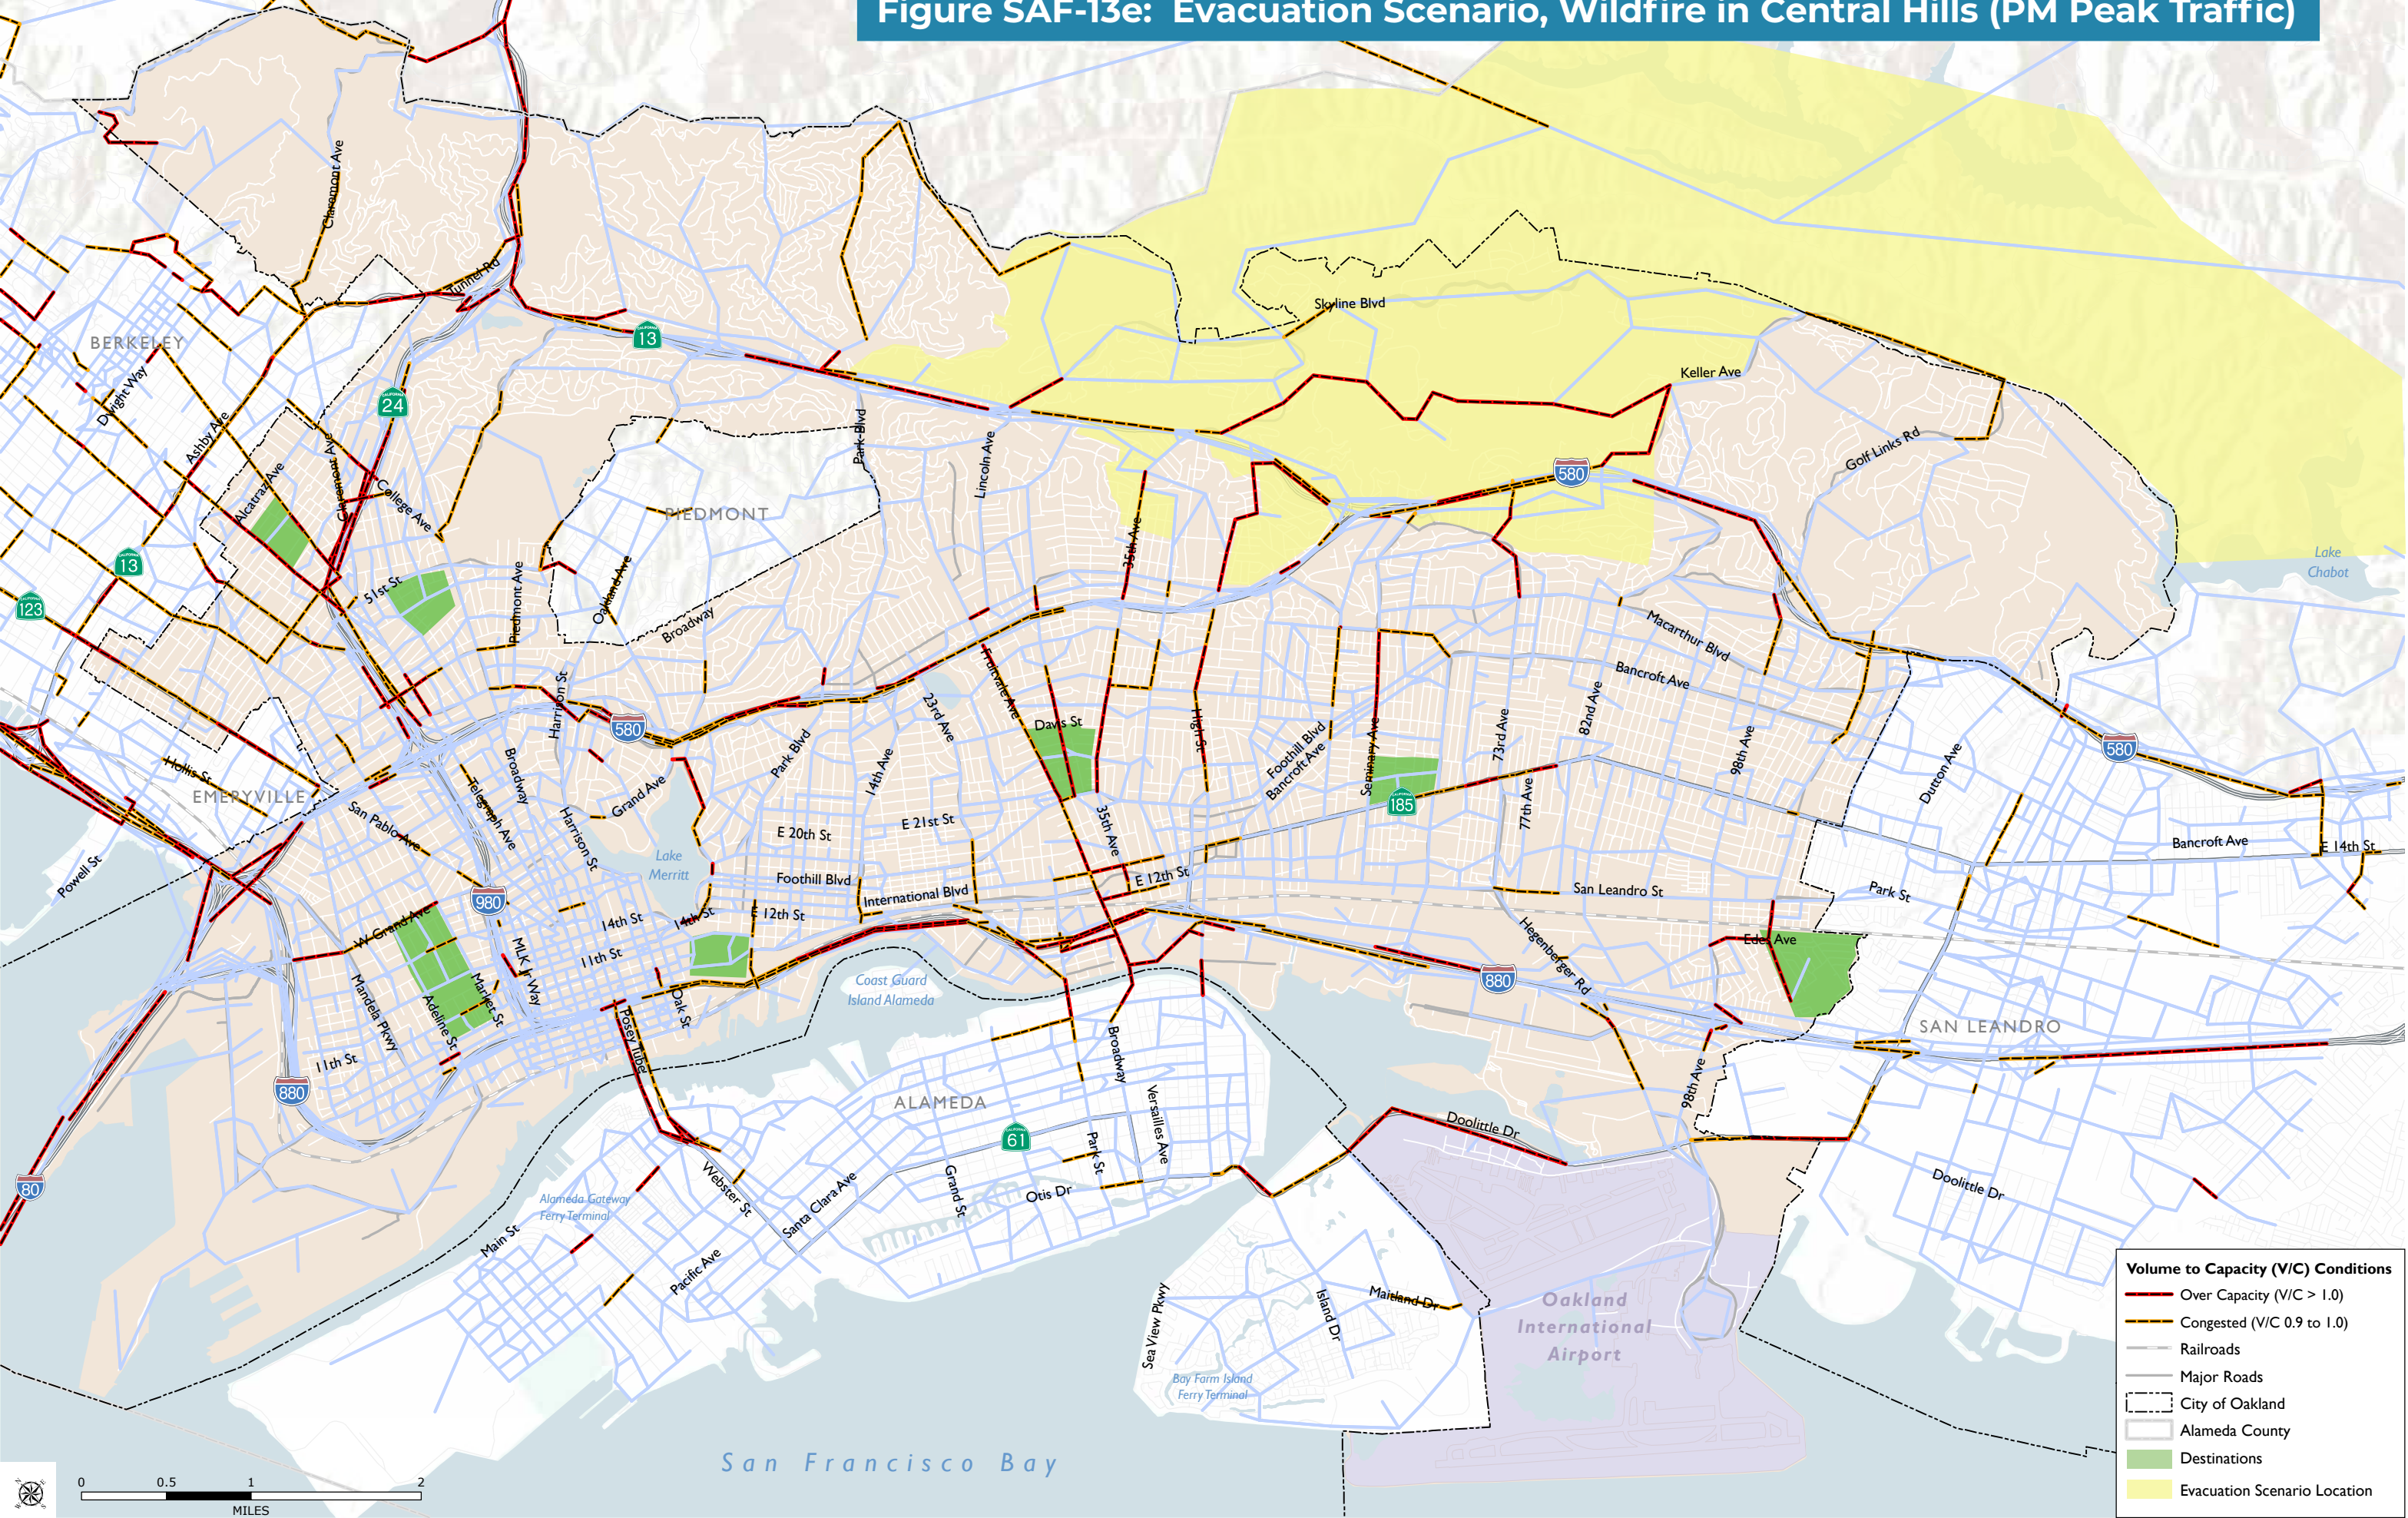 Figure SAF-13e: Evacuation Scenario, Wildfire in Central Hills (PM Peak Traffic)
Claremont Ave
Tunnel Rd
Skyline Blvd
CALIFORNIA
13
BERKELEY
Keller Ave
Dwight Way
CALIFORNIA
24
Park Blvd
Ashby Ave
Claremont Ave
Lincoln Ave
Golf Links Rd
580
Alcatraz Ave
College Ave
PIEDMONT
35th Ave
CALIFORNIA
13
Lake
Chabot
CALIFORNIA
123
51st St
Piedmont Ave
Oakland Ave
Broadway
Macarthur Blvd
Bancroft Ave
Fruitvale Ave
Harrison St
23rd Ave
580
Davis St
High St
82nd Ave
73rd Ave
98th Ave
580
Foothill Blvd
Bancroft Ave
Seminary Ave
Park Blvd
14th Ave
Dutton Ave
Hollis St
EMERYVILLE
Broadway
Grand Ave
CALIFORNIA
185
77th Ave
San Pablo Ave
Telegraph Ave
Harrison St
E 20th St
E 21st St
35th Ave
Bancroft Ave
E 14th St
Powell St
Lake
Merritt
Foothill Blvd
E 12th St
International Blvd
San Leandro St
Park St
980
W Grand Ave
14th St
14th St
E 12th St
Edes Ave
11th St
MLK Jr Way
Hegenberger Rd
880
Coast Guard
Island Alameda
Mandela Pkwy
Adeline St
Market St
Oak St
Posey Tube
SAN LEANDRO
11th St
880
Broadway
98th Ave
ALAMEDA
Versailles Ave
CALIFORNIA
61
Doolittle Dr
Park St
80
Webster St
Santa Clara Ave
Grand St
Otis Dr
Doolittle Dr
Alameda Gateway
Ferry Terminal
Main St
Pacific Ave
Sea View Pkwy
Island Dr
Maitland Dr
Oakland
International
Airport
Bay Farm Island
Ferry Terminal
San Francisco Bay
0 0.5 1 2
MILES
Volume to Capacity (V/C) Conditions
Over Capacity (V/C > 1.0)
Congested (V/C 0.9 to 1.0)
Railroads
Major Roads
City of Oakland
Alameda County
Destinations
Evacuation Scenario Location